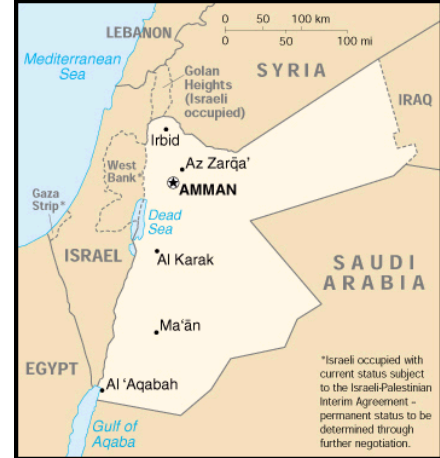 LEBANON
0 50 100 km
0 50 100 mi
Mediterranean
Sea
Golan
Heights
(Israeli
occupied)
SYRIA
IRAQ
Irbid
Az Zarqā'
West
Bank*
AMMAN
Gaza
Strip*
Dead
Sea
ISRAEL
Al Karak
SAUDI
ARABIA
Ma'ān
EGYPT
Al 'Aqabah
Gulf of
Aqaba
*Israeli occupied with
current status subject
to the Israeli-Palestinian
Interim Agreement -
permanent status to be
determined through
further negotiation.